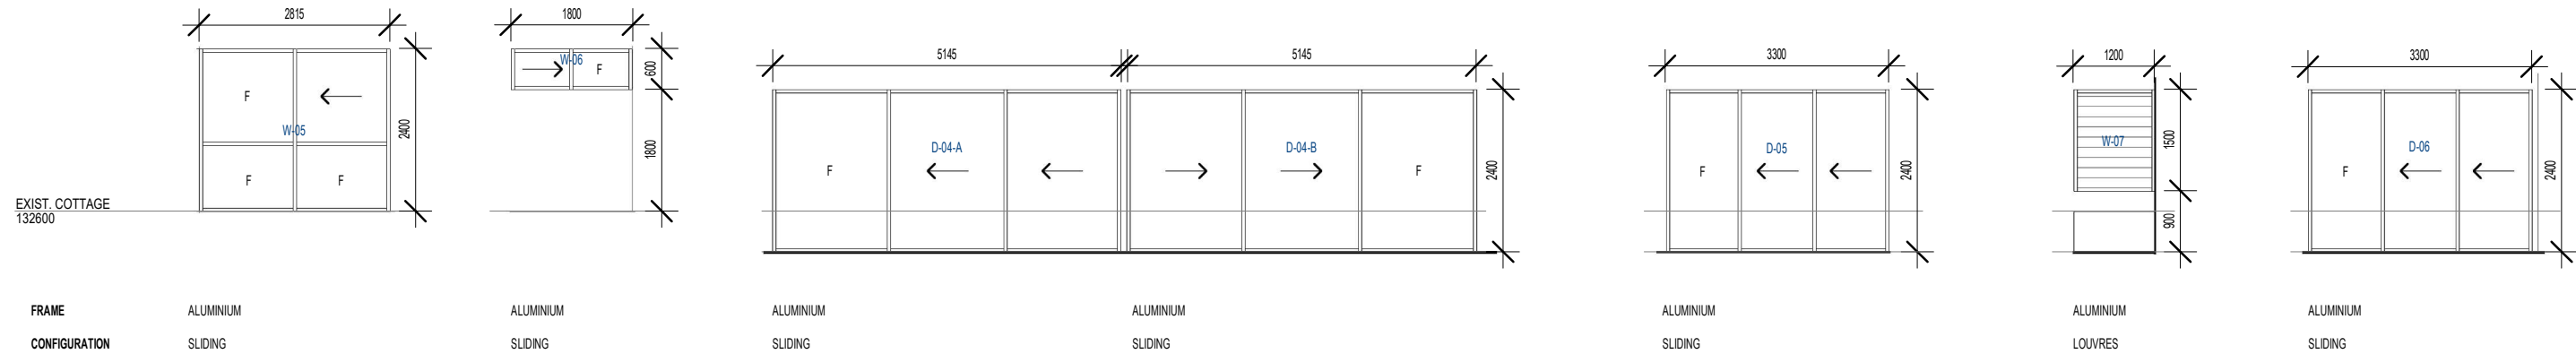 2815
1800
5145
5145
3300
1200
3300
W-05
F
F
F
2400
W-06
F
600
1800
D-04-A
F
D-04-B
F
2400
D-05
F
2400
W-07
1500
900
D-06
F
2400
EXIST. COTTAGE
132600
FRAME ALUMINIUM ALUMINIUM ALUMINIUM ALUMINIUM ALUMINIUM ALUMINIUM ALUMINIUM
CONFIGURATION SLIDING SLIDING SLIDING SLIDING SLIDING LOUVRES SLIDING